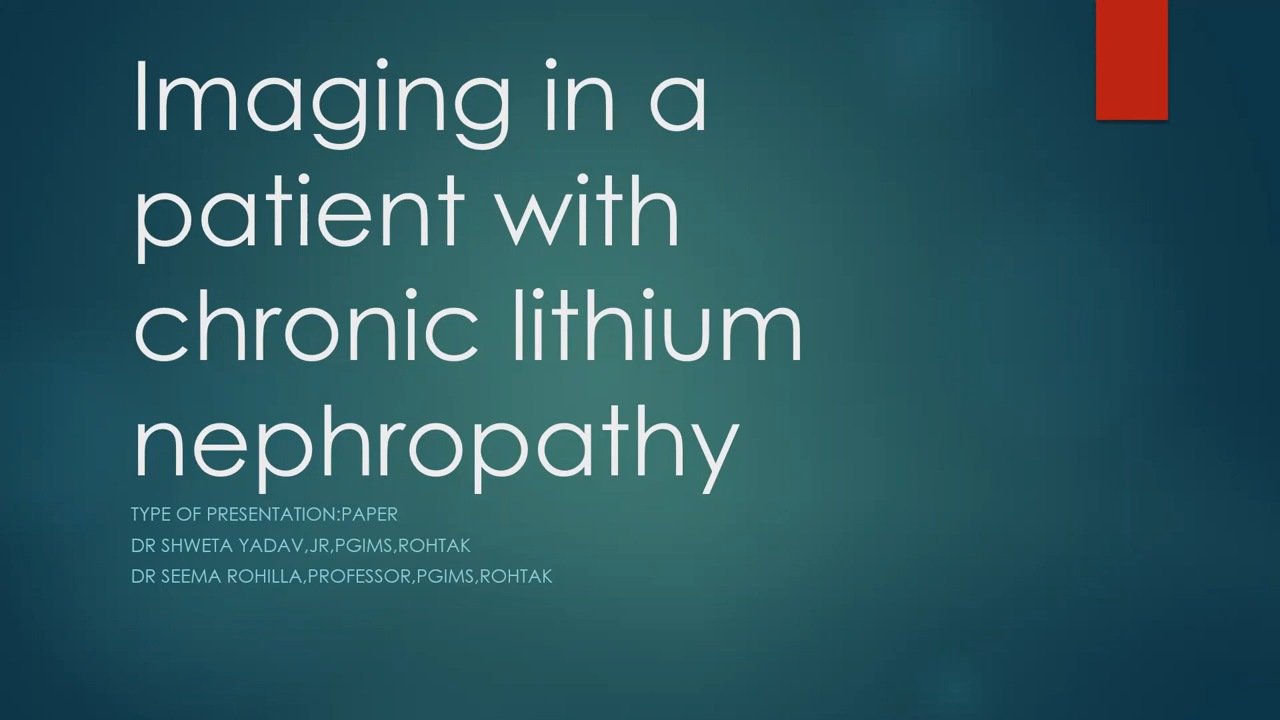 Imaging in a
patient with
chronic lithium
nephropathy
TYPE OF PRESENTATION:PAPER
DR SHWETA YADAV,JR,PGIMS,ROHTAK
DR SEEMA ROHILLA,PROFESSOR,PGIMS,ROHTAK